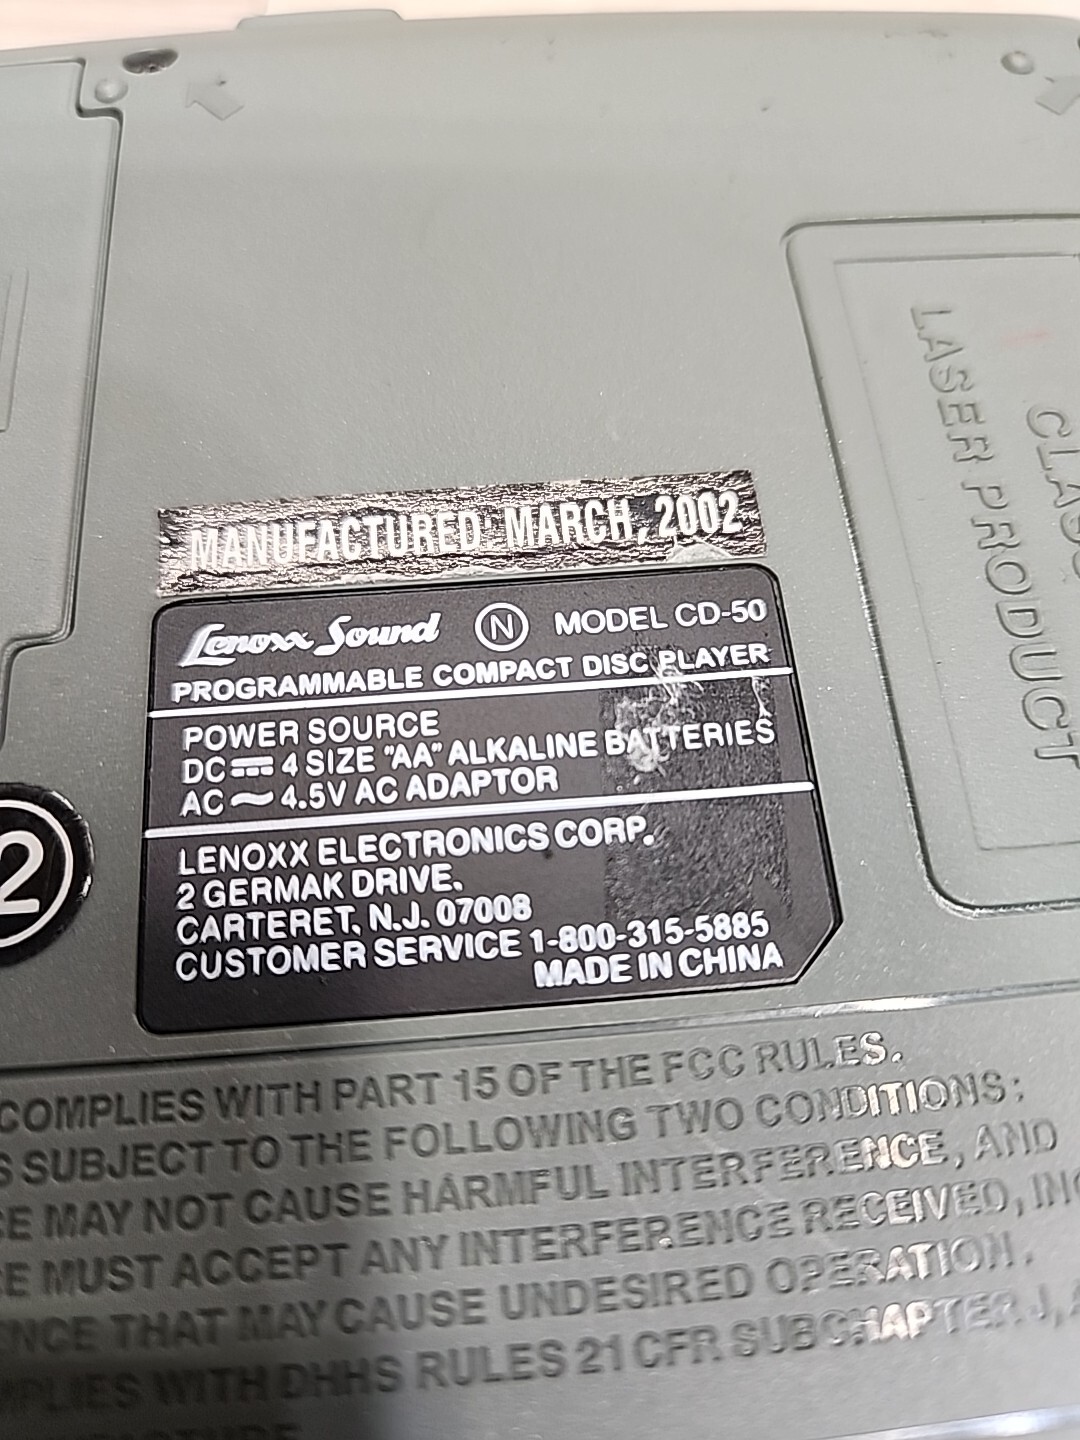 MANUFACTURED: MARCH, 2002
Lenoxx Sound N MODEL CD-50
PROGRAMMABLE COMPACT DISC PLAYER
POWER SOURCE
DC 4 SIZE "AA" ALKALINE BATTERIES
AC 4.5V AC ADAPTOR
LENOXX ELECTRONICS CORP.
2 GERMAK DRIVE.
CARTERET, N.J. 07008
CUSTOMER SERVICE 1-800-315-5885
MADE IN CHINA
2
LASER PRODUCT
COMPLIES WITH PART 15 OF THE FCC RULES.
SUBJECT TO THE FOLLOWING TWO CONDITIONS:
MAY NOT CAUSE HARMFUL INTERFERENCE, AND
MUST ACCEPT ANY INTERFERENCE RECEIVED,
THAT MAY CAUSE UNDESIRED OPERATION.
WITH DHHS RULES 21 CFR SUBCHAPTER J,